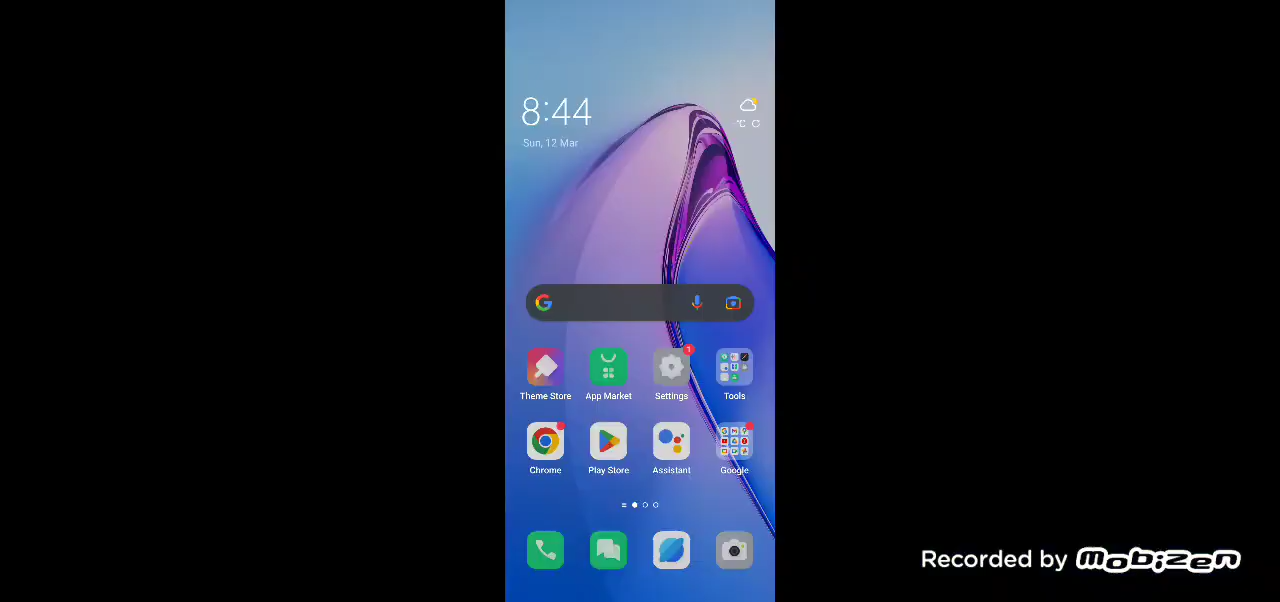 8:44
Sun, 12 Mar
°C
1
Theme Store
App Market
Settings
Tools
Chrome
Play Store
Assistant
Google
Recorded by mobizen